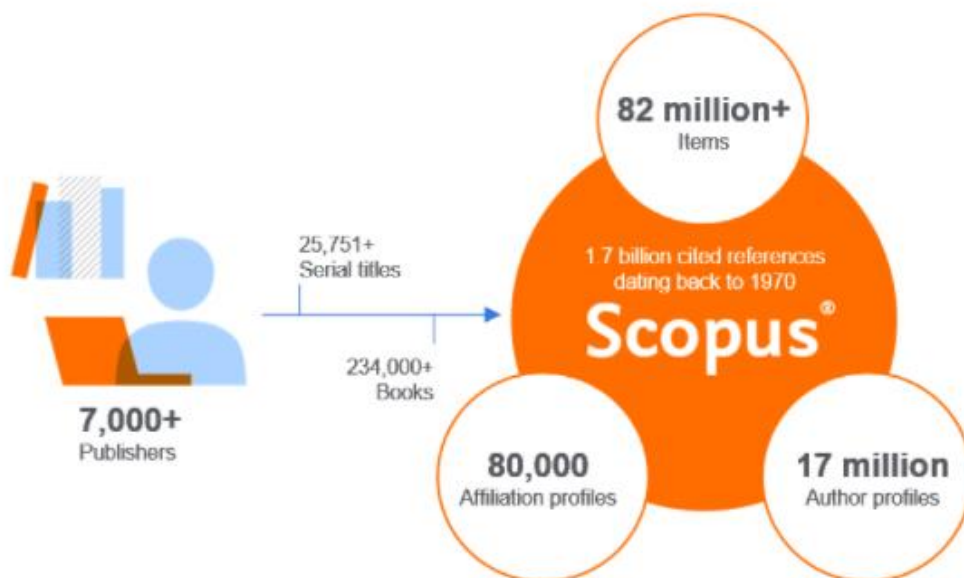 82 million+
Items
25,751+
Serial titles
1.7 billion cited references
dating back to 1970
Scopus®
234,000+
Books
7,000+
Publishers
80,000
Affiliation profiles
17 million
Author profiles